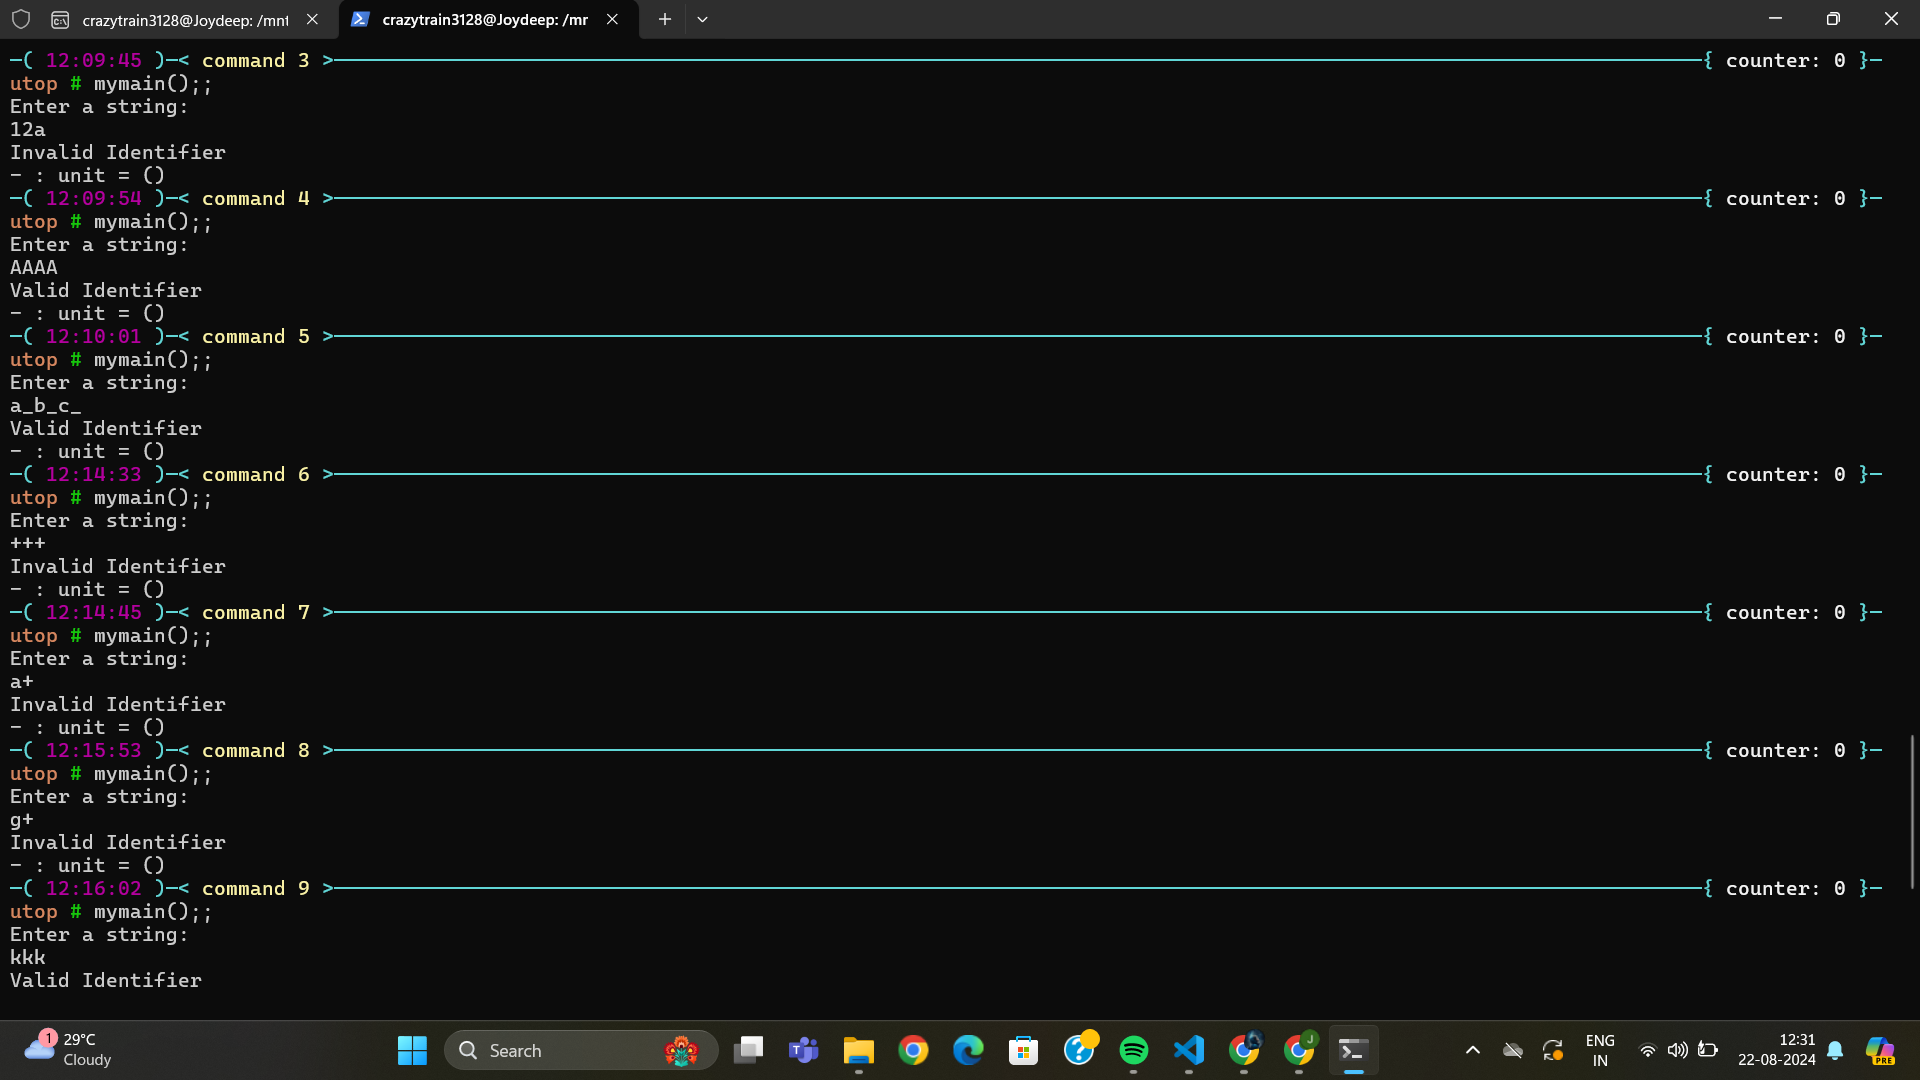 crazytrain3128@Joydeep: /mnt
crazytrain3128@Joydeep: /mr
—( 12:09:45 )—< command 3 >—{ counter: 0 }—
utop # mymain();;
Enter a string:
12a
Invalid Identifier
- : unit = ()
—( 12:09:54 )—< command 4 >—{ counter: 0 }—
utop # mymain();;
Enter a string:
AAAA
Valid Identifier
- : unit = ()
—( 12:10:01 )—< command 5 >—{ counter: 0 }—
utop # mymain();;
Enter a string:
a_b_c_
Valid Identifier
- : unit = ()
—( 12:14:33 )—< command 6 >—{ counter: 0 }—
utop # mymain();;
Enter a string:
+++
Invalid Identifier
- : unit = ()
—( 12:14:45 )—< command 7 >—{ counter: 0 }—
utop # mymain();;
Enter a string:
a+
Invalid Identifier
- : unit = ()
—( 12:15:53 )—< command 8 >—{ counter: 0 }—
utop # mymain();;
Enter a string:
g+
Invalid Identifier
- : unit = ()
—( 12:16:02 )—< command 9 >—{ counter: 0 }—
utop # mymain();;
Enter a string:
kkk
Valid Identifier
1
29°C
Cloudy
Search
T
?
J
ENG
IN
12:31
22-08-2024
PRE